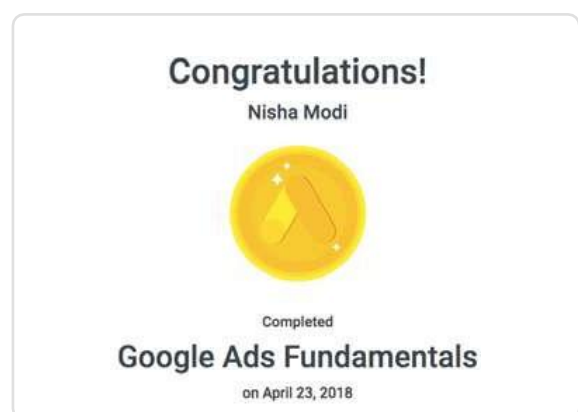 Congratulations!
Nisha Modi
Completed
Google Ads Fundamentals
on April 23, 2018